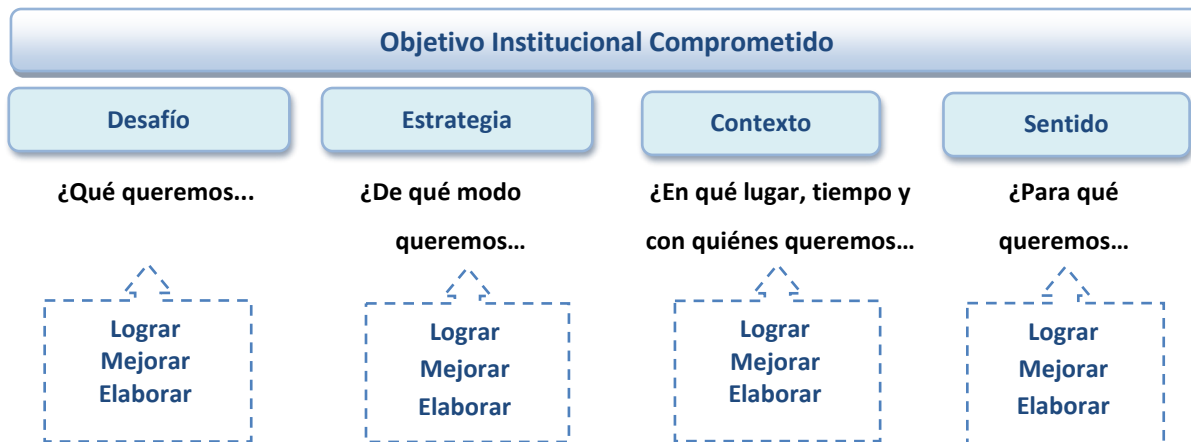 Objetivo Institucional Comprometido
Desafío
Estrategia
Contexto
Sentido
¿Qué queremos...
¿De qué modo
queremos...
¿En qué lugar, tiempo y
con quiénes queremos...
¿Para qué
queremos...
Lograr
Mejorar
Elaborar
Lograr
Mejorar
Elaborar
Lograr
Mejorar
Elaborar
Lograr
Mejorar
Elaborar